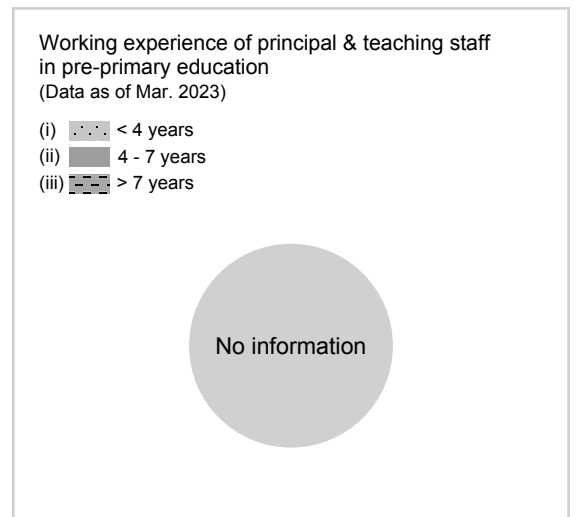 Working experience of principal & teaching staff
in pre-primary education
(Data as of Mar. 2023)
(i) < 4 years
(ii) 4 - 7 years
(iii) > 7 years
No information